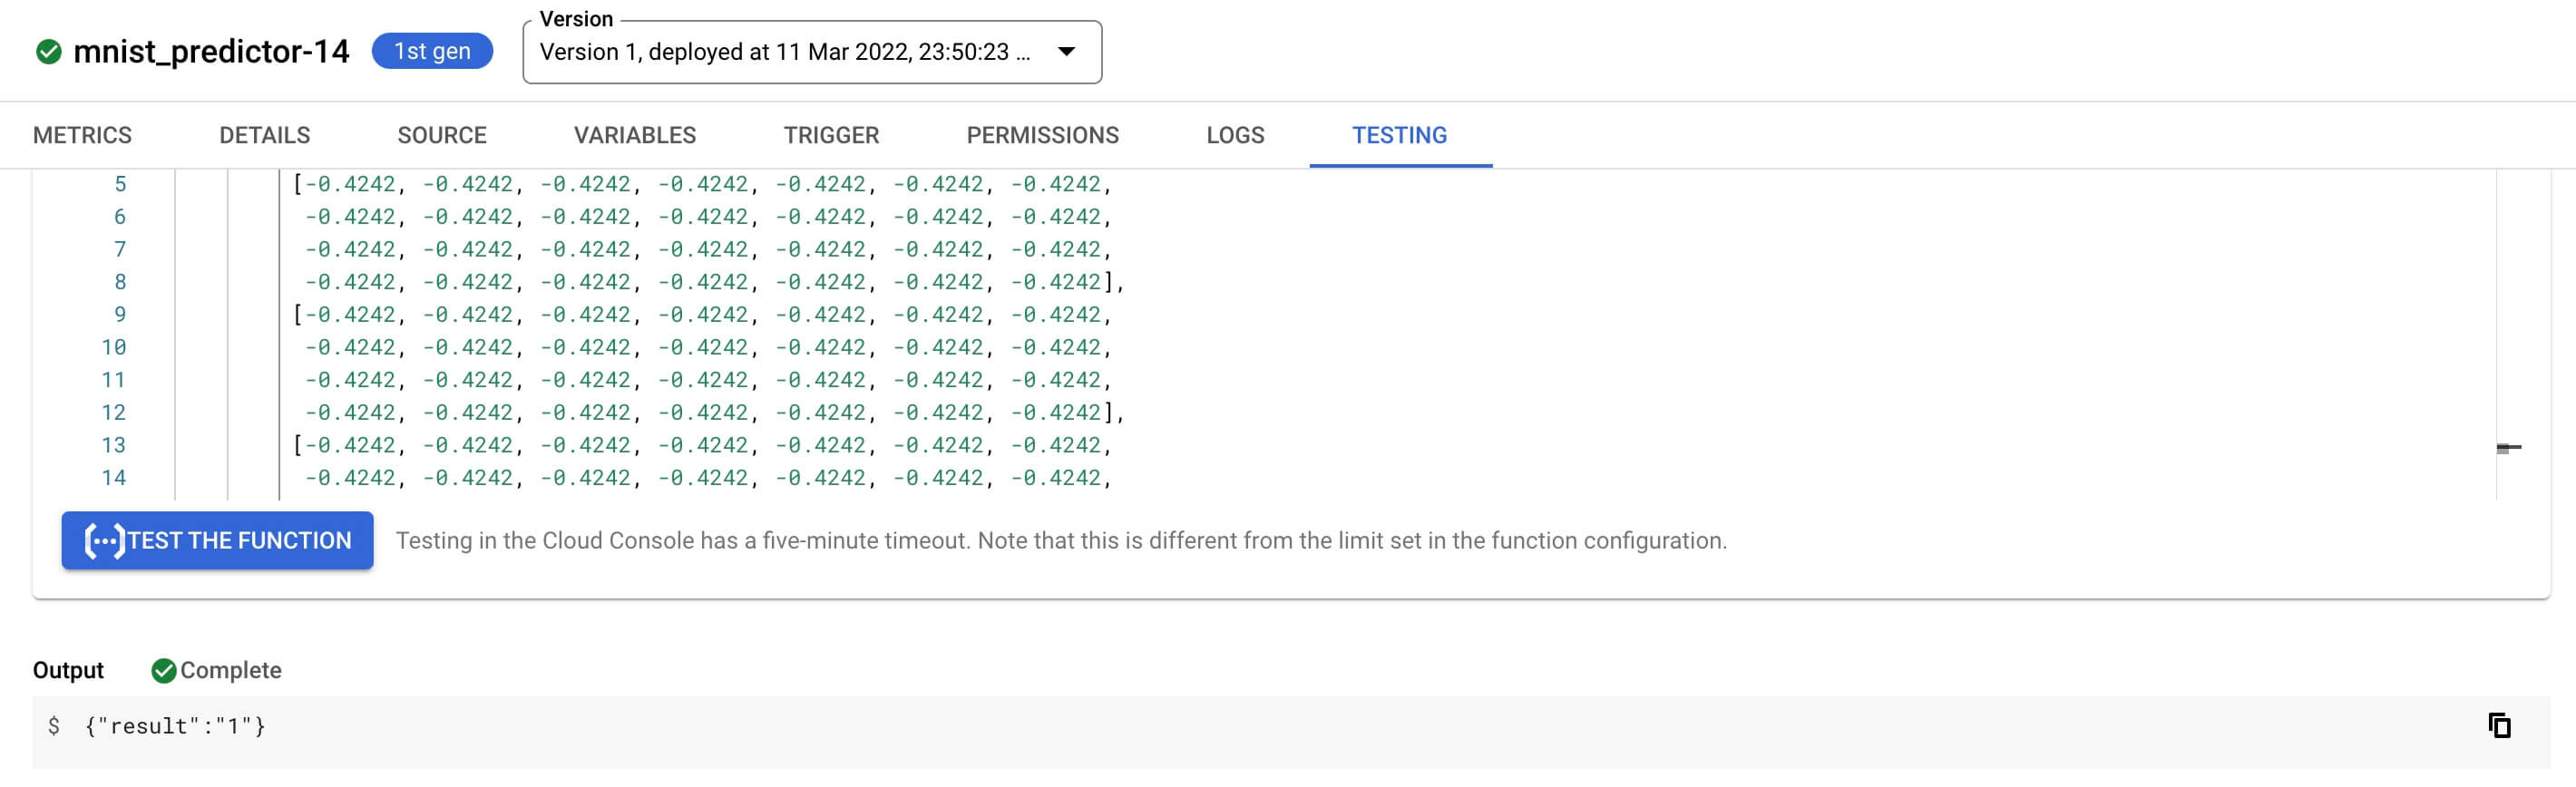 Version
mnist_predictor-14 1st gen Version 1, deployed at 11 Mar 2022, 23:50:23 ...
METRICS DETAILS SOURCE VARIABLES TRIGGER PERMISSIONS LOGS TESTING
5 [-0.4242, -0.4242, -0.4242, -0.4242, -0.4242, -0.4242, -0.4242,
6 -0.4242, -0.4242, -0.4242, -0.4242, -0.4242, -0.4242, -0.4242,
7 -0.4242, -0.4242, -0.4242, -0.4242, -0.4242, -0.4242, -0.4242,
8 -0.4242, -0.4242, -0.4242, -0.4242, -0.4242, -0.4242, -0.4242],
9 [-0.4242, -0.4242, -0.4242, -0.4242, -0.4242, -0.4242, -0.4242,
10 -0.4242, -0.4242, -0.4242, -0.4242, -0.4242, -0.4242, -0.4242,
11 -0.4242, -0.4242, -0.4242, -0.4242, -0.4242, -0.4242, -0.4242,
12 -0.4242, -0.4242, -0.4242, -0.4242, -0.4242, -0.4242, -0.4242],
13 [-0.4242, -0.4242, -0.4242, -0.4242, -0.4242, -0.4242, -0.4242,
14 -0.4242, -0.4242, -0.4242, -0.4242, -0.4242, -0.4242, -0.4242,
TEST THE FUNCTION Testing in the Cloud Console has a five-minute timeout. Note that this is different from the limit set in the function configuration.
Output Complete
$ {"result":"1"}